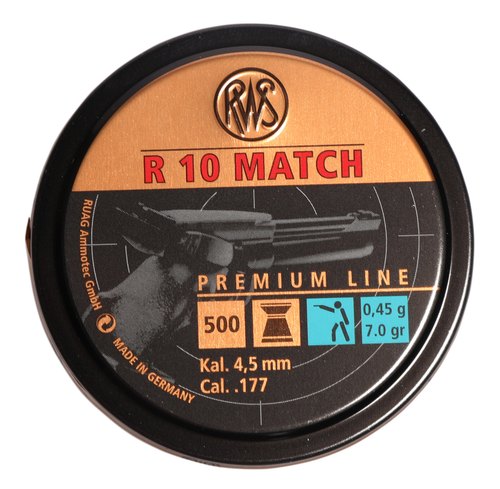 RWS
R 10 MATCH
PREMIUM LINE
500
0,45 g
7.0 gr
Kal. 4,5 mm
Cal. .177
RUAG Ammotec GmbH
MADE IN GERMANY